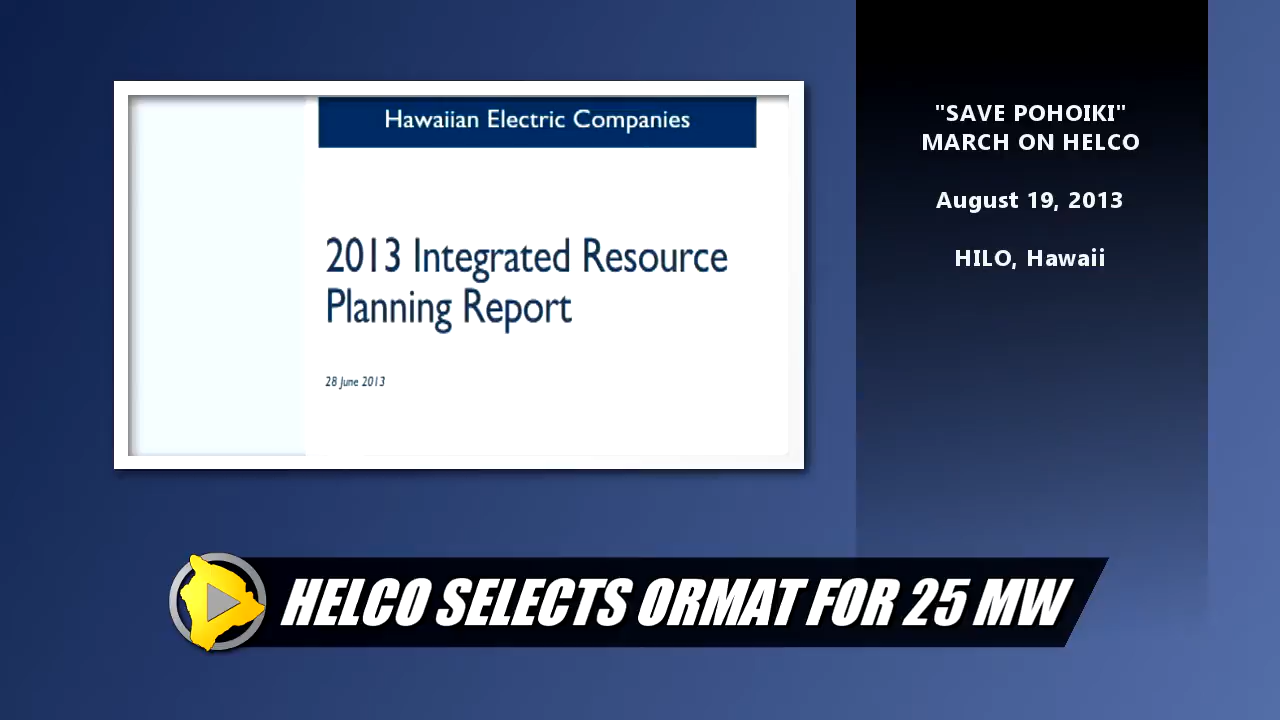 Hawaiian Electric Companies
2013 Integrated Resource
Planning Report
28 June 2013
"SAVE POHOIKI"
MARCH ON HELCO
August 19, 2013
HILO, Hawaii
HELCO SELECTS ORMAT FOR 25 MW